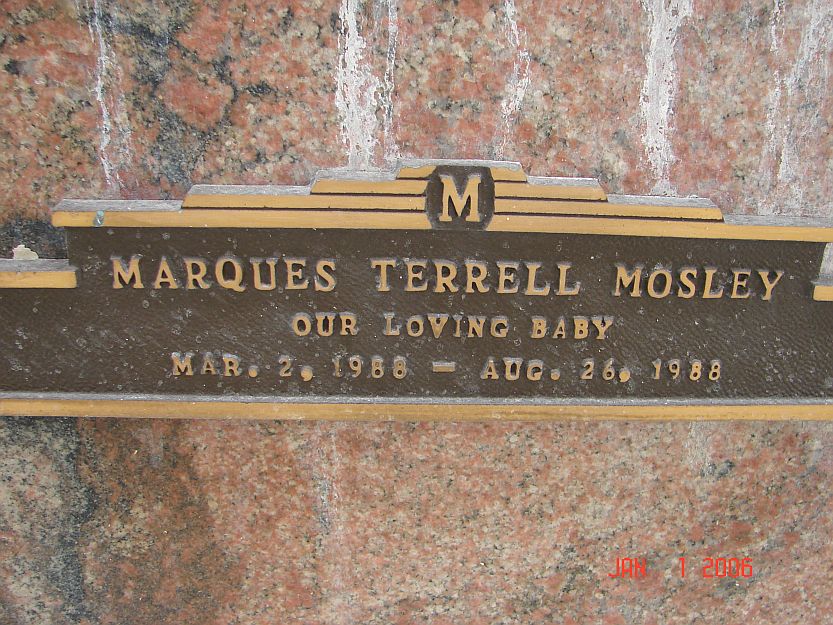 M
MARQUES TERRELL MOSLEY
OUR LOVING BABY
MAR. 2, 1988 – AUG. 26, 1988
JAN 1 2006